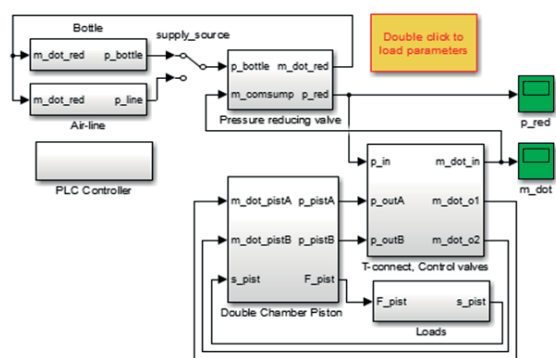 Bottle
m_dot_red p_bottle
supply_source
m_dot_red p_line
Air-line
PLC Controller
p_bottle m_dot_red
m_comsump p_red
Pressure reducing valve
Double click to
load parameters
p_red
m_dot
p_in m_dot_in
p_outA m_dot_o1
p_outB m_dot_o2
T-connect, Control valves
m_dot_pistA p_pistA
m_dot_pistB p_pistB
s_pist F_pist
Double Chamber Piston
F_pist s_pist
Loads